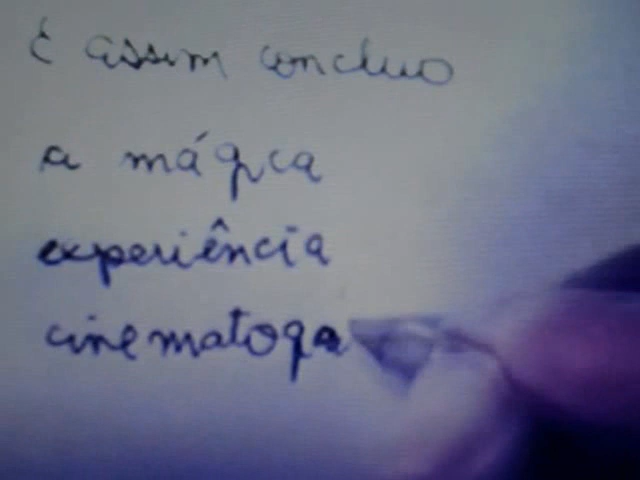 E assim concluo
a mágica
experiência
cinematoga